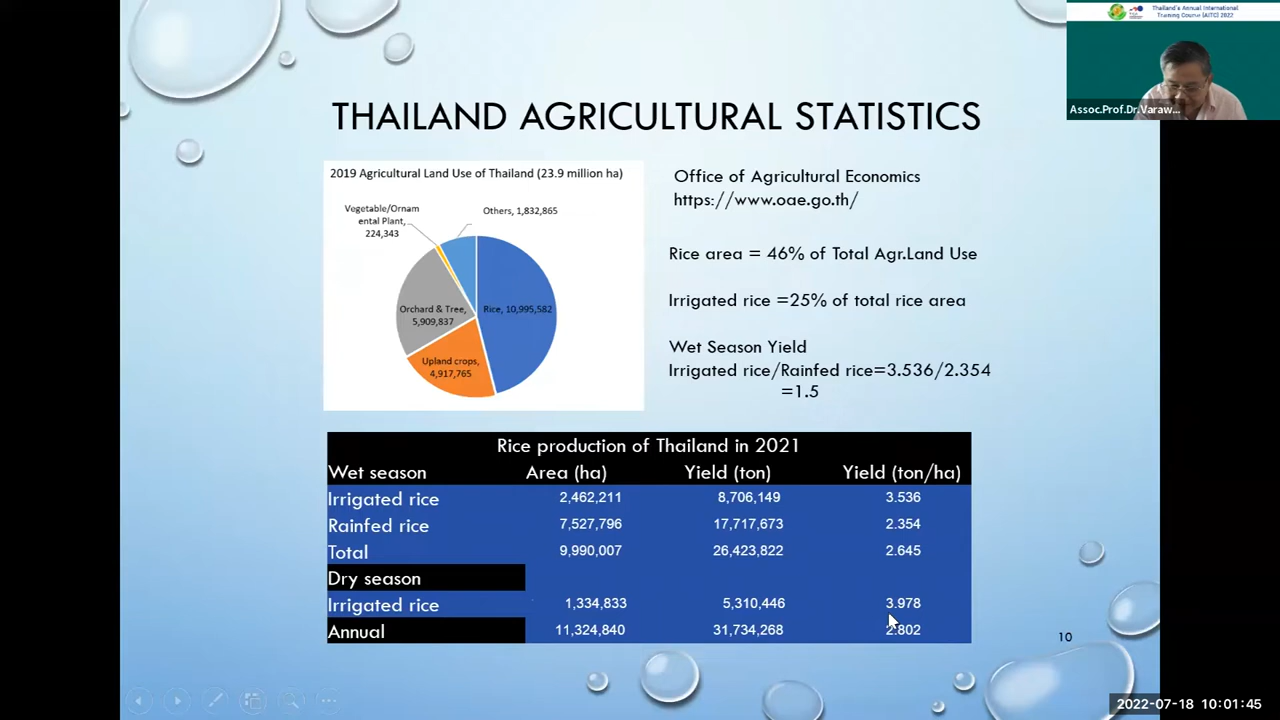 Thailand's Annual International
Training Course (AITC) 2022
Assoc.Prof.Dr.Varaw...
THAILAND AGRICULTURAL STATISTICS
2019 Agricultural Land Use of Thailand (23.9 million ha)
Vegetable/Ornam
ental Plant,
224,343
Others, 1,832,865
Orchard & Tree,
5,909,837
Rice, 10,995,582
Upland crops,
4,917,765
Office of Agricultural Economics
https://www.oae.go.th/
Rice area = 46% of Total Agr.Land Use
Irrigated rice =25% of total rice area
Wet Season Yield
Irrigated rice/Rainfed rice=3.536/2.354
=1.5
Rice production of Thailand in 2021
Wet season Area (ha) Yield (ton) Yield (ton/ha)
Irrigated rice 2,462,211 8,706,149 3.536
Rainfed rice 7,527,796 17,717,673 2.354
Total 9,990,007 26,423,822 2.645
Dry season
Irrigated rice 1,334,833 5,310,446 3.978
Annual 11,324,840 31,734,268 2.802
10
2022-07-18 10:01:45